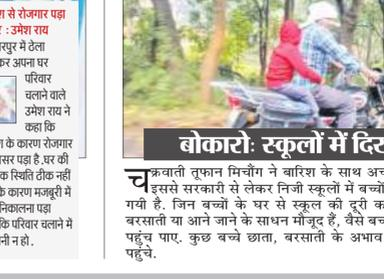 श से रोजगार पड़ा
र : उमेश राय
रपुर में ठेला
कर अपना घर
परिवार
चलाने वाले
उमेश राय ने
कहा कि
श के कारण रोजगार
सर पड़ा है .घर की
क स्थिति ठीक नहीं
के कारण मजबूरी में
निकालना पड़ा
कि परिवार चलाने में
नी न हो .
बोकारोः स्कूलों में दिर
चक्रवाती तूफान मिचौंग ने बारिश के साथ अच
इससे सरकारी से लेकर निजी स्कूलों में बच्चों
गयी है. जिन बच्चों के घर से स्कूल की दूरी क
बरसाती या आने जाने के साधन मौजूद हैं, वैसे बच्
पहुंच पाए. कुछ बच्चे छाता, बरसाती के अभाव
पहुंचे.